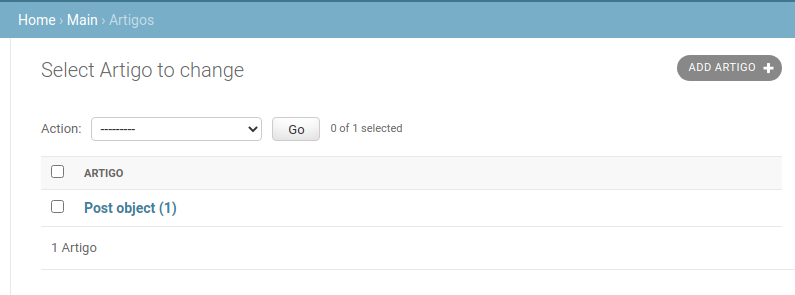 Home › Main › Artigos
Select Artigo to change
ADD ARTIGO +
Action: --------- Go 0 of 1 selected
ARTIGO
Post object (1)
1 Artigo